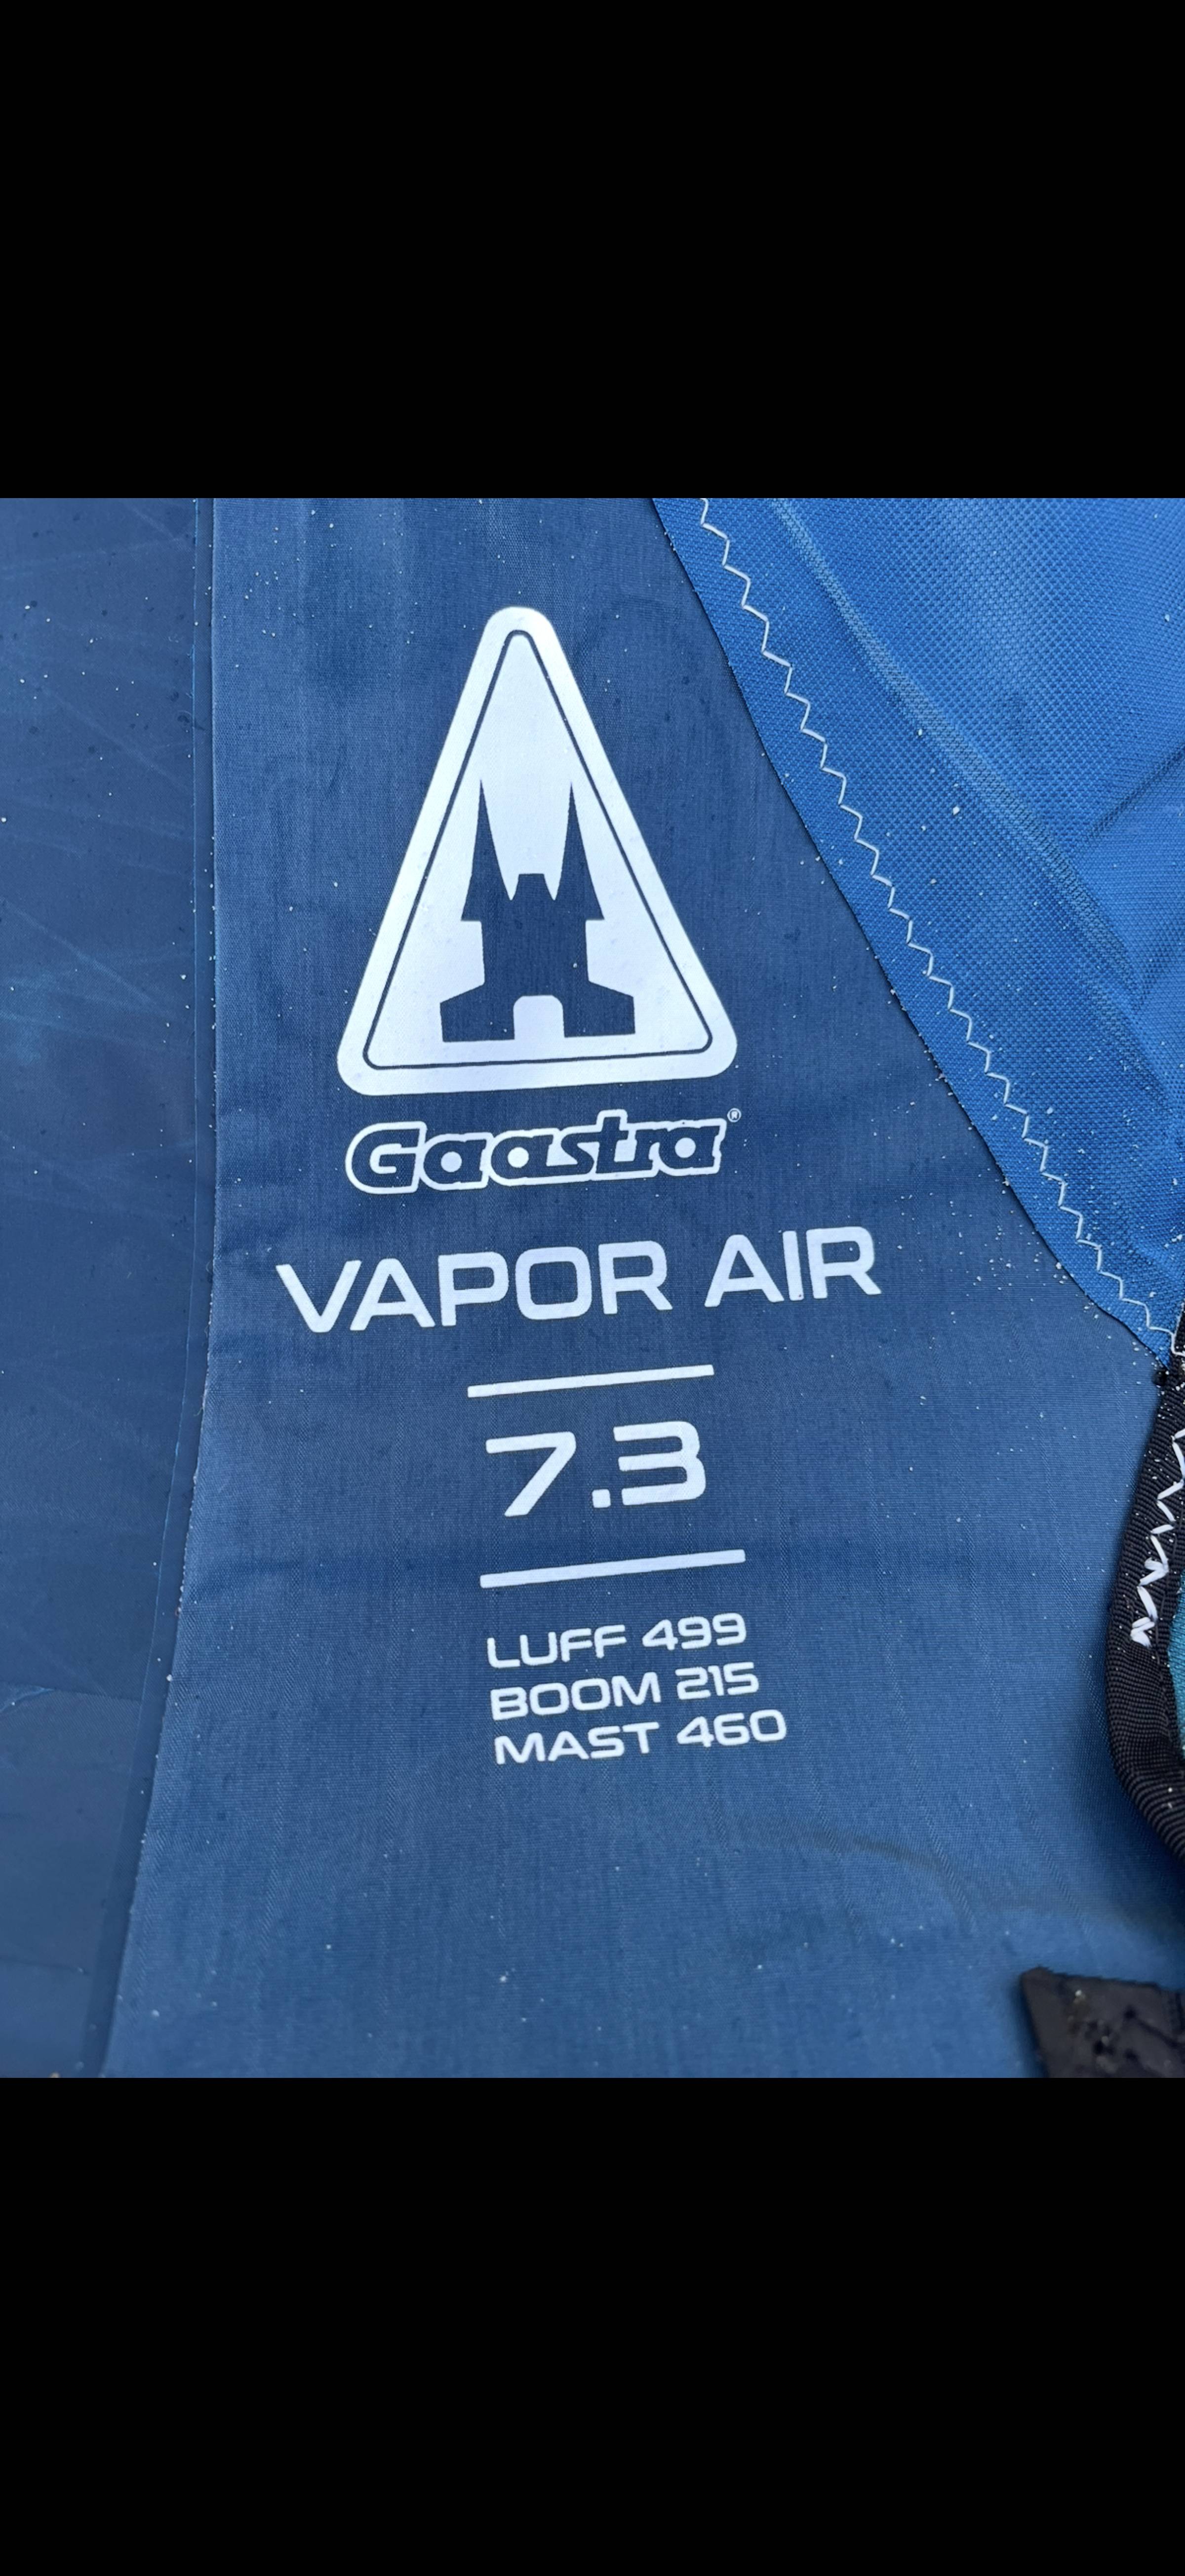 Gaastra®
VAPOR AIR
7.3
LUFF 499
BOOM 215
MAST 460